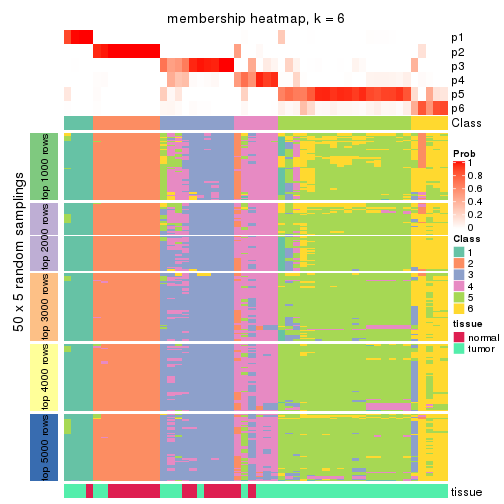 membership heatmap, k = 6
p1
p2
p3
p4
p5
p6
Class
50 x 5 random samplings
top 1000 rows
top 2000 rows
top 3000 rows
top 4000 rows
top 5000 rows
tissue
Prob
1
0.8
0.6
0.4
0.2
0
Class
1
2
3
4
5
6
tissue
normal
tumor